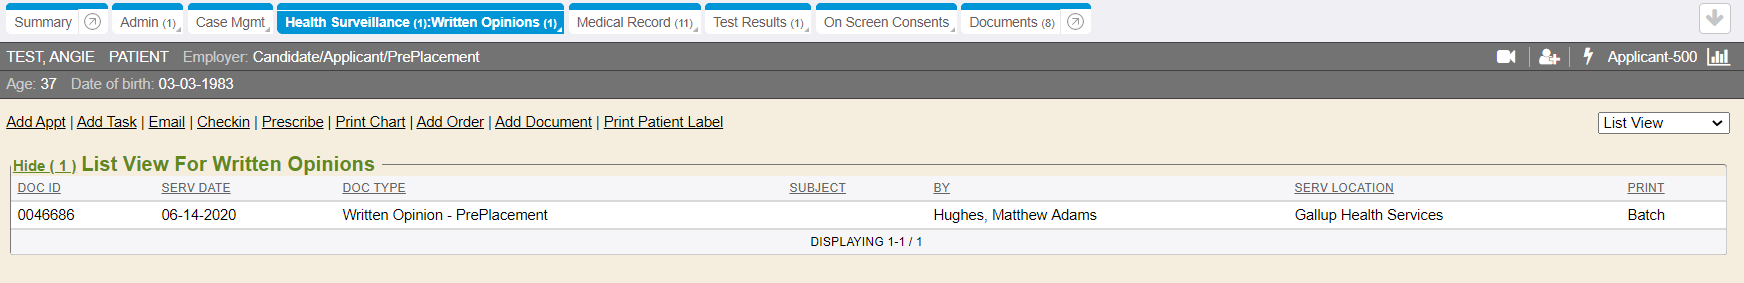 Summary Admin (1) Case Mgmt Health Surveillance (1):Written Opinions (1) Medical Record (11) Test Results (1) On Screen Consents Documents (8)
TEST, ANGIE PATIENT Employer: Candidate/Applicant/PrePlacement Applicant-500
Age: 37 Date of birth: 03-03-1983
Add Appt | Add Task | Email | Checkin | Prescribe | Print Chart | Add Order | Add Document | Print Patient Label List View
Hide ( 1 ) List View For Written Opinions
DOC ID SERV DATE DOC TYPE SUBJECT BY SERV LOCATION PRINT
0046686 06-14-2020 Written Opinion - PrePlacement Hughes, Matthew Adams Gallup Health Services Batch
DISPLAYING 1-1 / 1